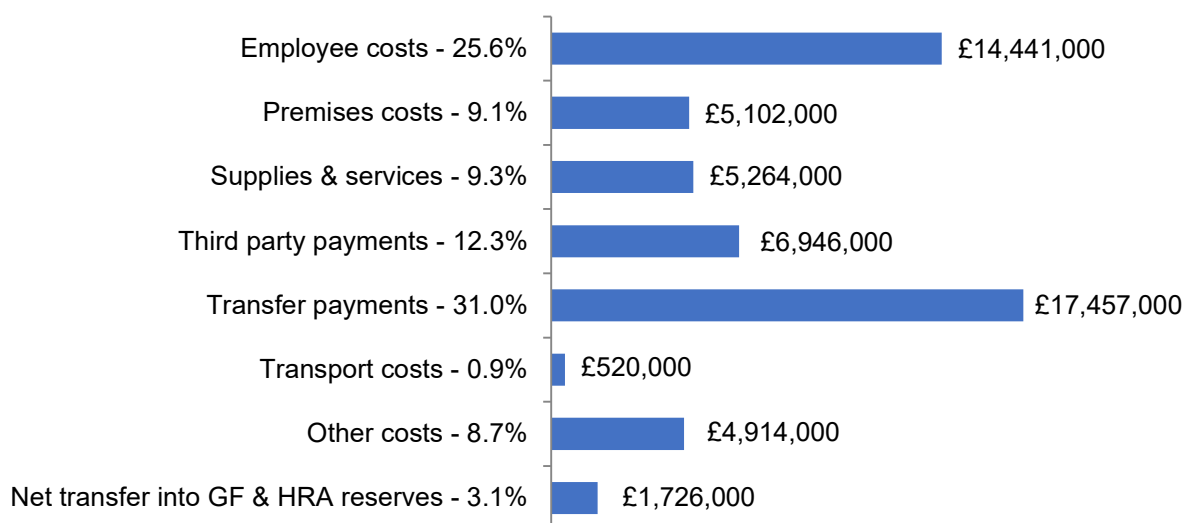 Employee costs - 25.6% £14,441,000
Premises costs - 9.1% £5,102,000
Supplies & services - 9.3% £5,264,000
Third party payments - 12.3% £6,946,000
Transfer payments - 31.0% £17,457,000
Transport costs - 0.9% £520,000
Other costs - 8.7% £4,914,000
Net transfer into GF & HRA reserves - 3.1% £1,726,000